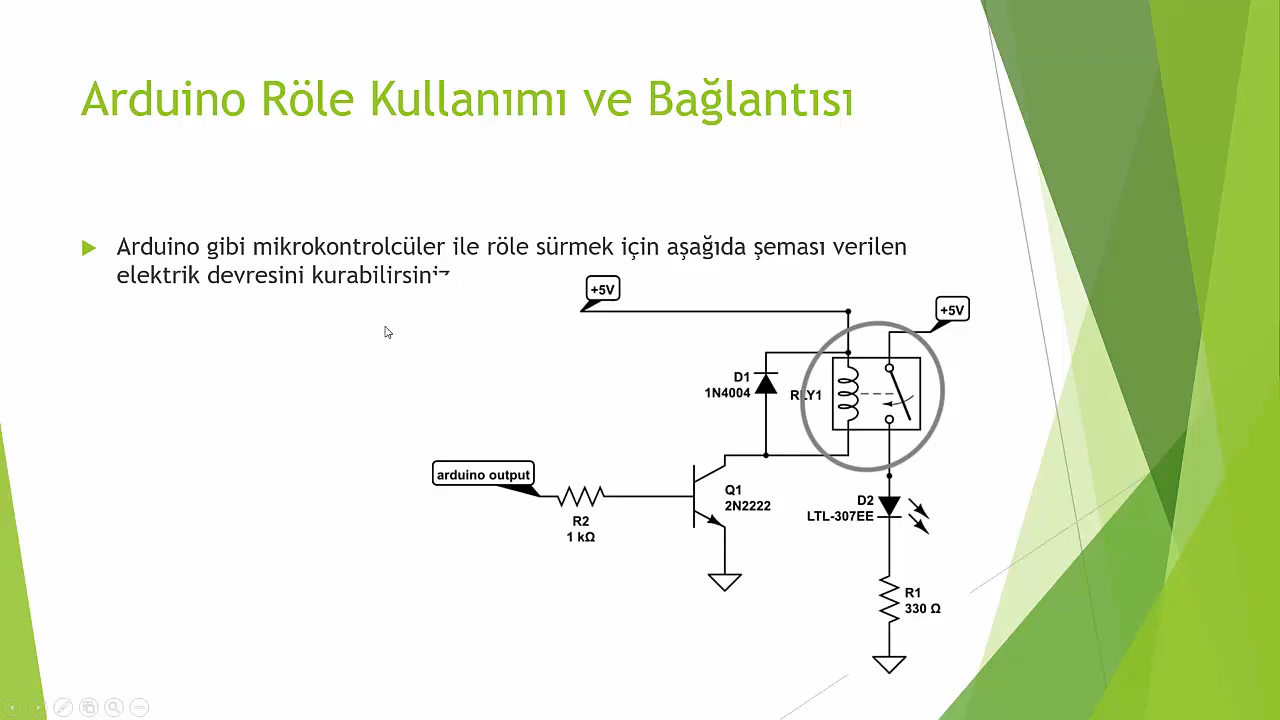 Arduino Röle Kullanımı ve Bağlantısı
Arduino gibi mikrokontrolcüler ile röle sürmek için aşağıda şeması verilen
elektrik devresini kurabilirsiniz
+5V
+5V
D1
1N4004
RLY1
arduino output
R2
1 kΩ
Q1
2N2222
D2
LTL-307EE
R1
330 Ω